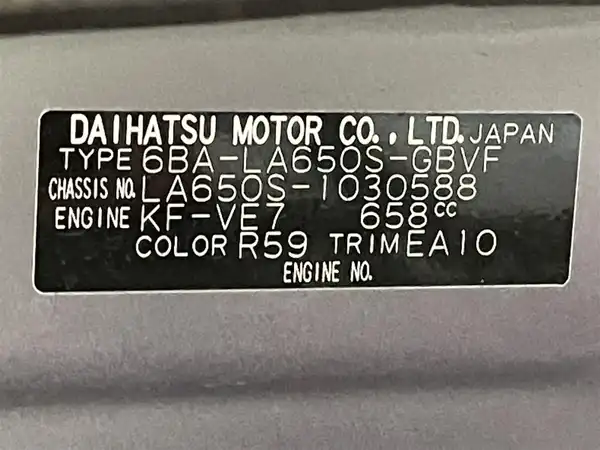 DAIHATSU MOTOR CO., LTD. JAPAN
TYPE 6BA-LA650S-GBVF
CHASSIS NO. LA650S-1030588
ENGINE KF-VE7 658cc
COLOR R59 TRIM EA10
ENGINE NO.